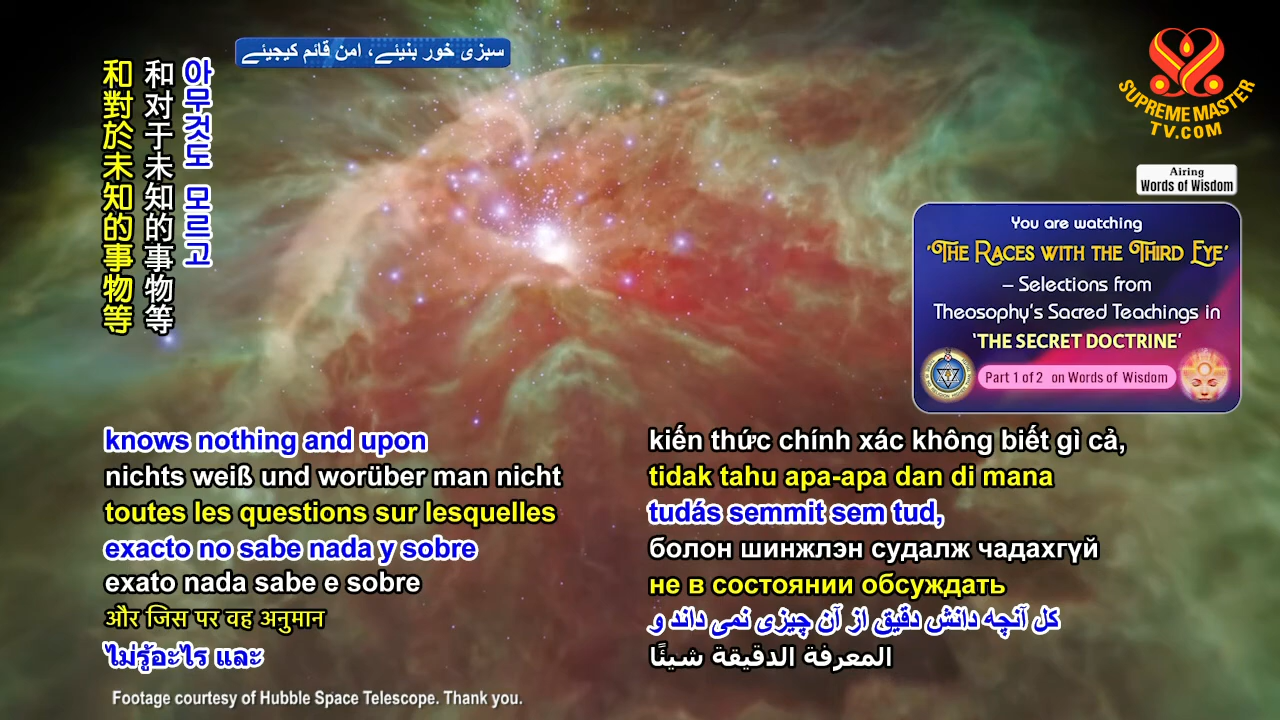 سبزی خور بنیئے، امن قائم کیجیئے
아무것도 모르고
和对于未知的事物等
和對於未知的事物等
SUPREME MASTER
TV.COM
Airing
Words of Wisdom
You are watching
'THE RACES WITH THE THIRD EYE'
– Selections from
Theosophy's Sacred Teachings in
'THE SECRET DOCTRINE'
Part 1 of 2 on Words of Wisdom
knows nothing and upon
nichts weiß und worüber man nicht
toutes les questions sur lesquelles
exacto no sabe nada y sobre
exato nada sabe e sobre
और जिस पर वह अनुमान
ไม่รู้อะไร และ
kiến thức chính xác không biết gì cả,
tidak tahu apa-apa dan di mana
tudás semmit sem tud,
болон шинжлэн судалж чадахгүй
не в состоянии обсуждать
کل آنچه دانش دقیق از آن چیزی نمی داند و
المعرفة الدقيقة شيئًا
Footage courtesy of Hubble Space Telescope. Thank you.